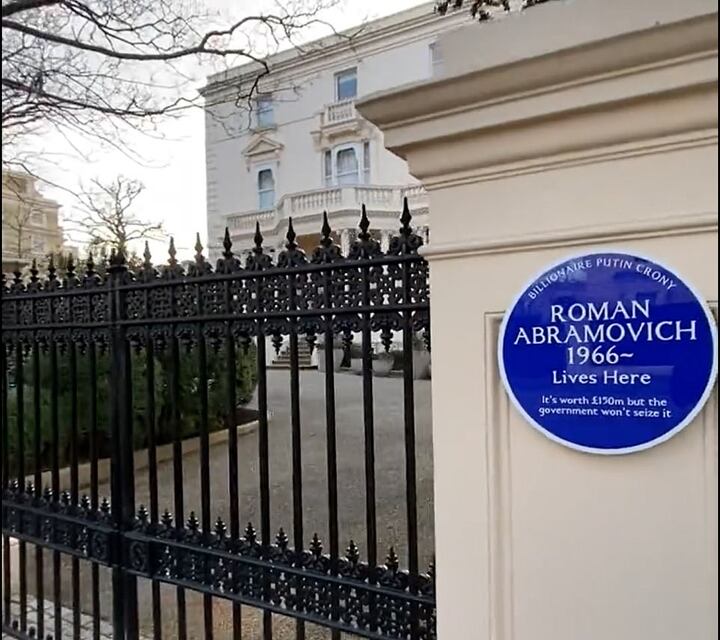 BILLIONAIRE PUTIN CRONY
ROMAN
ABRAMOVICH
1966~
Lives Here
It's worth £150m but the
government won't seize it